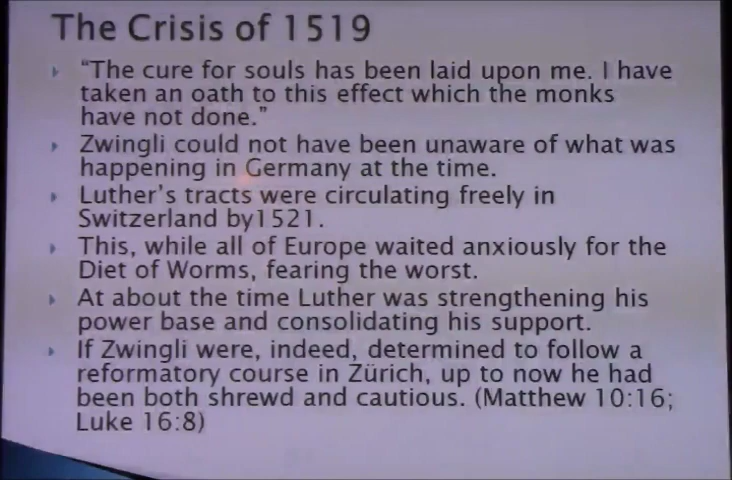 The Crisis of 1519
"The cure for souls has been laid upon me. I have
taken an oath to this effect which the monks
have not done."
Zwingli could not have been unaware of what was
happening in Germany at the time.
Luther's tracts were circulating freely in
Switzerland by1521.
This, while all of Europe waited anxiously for the
Diet of Worms, fearing the worst.
At about the time Luther was strengthening his
power base and consolidating his support.
If Zwingli were, indeed, determined to follow a
reformatory course in Zürich, up to now he had
been both shrewd and cautious. (Matthew 10:16;
Luke 16:8)